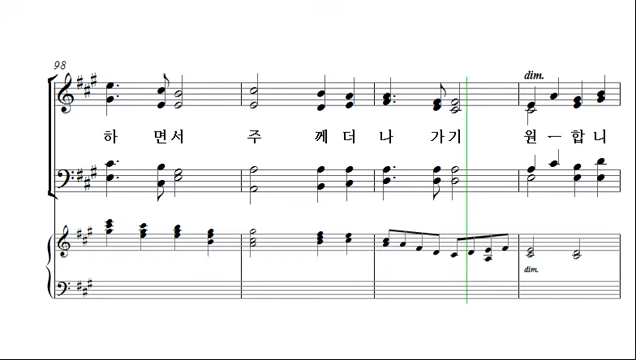 98
dim.
하 면서 주 께 더 나 가기 원 ㅡ 합 니
dim.